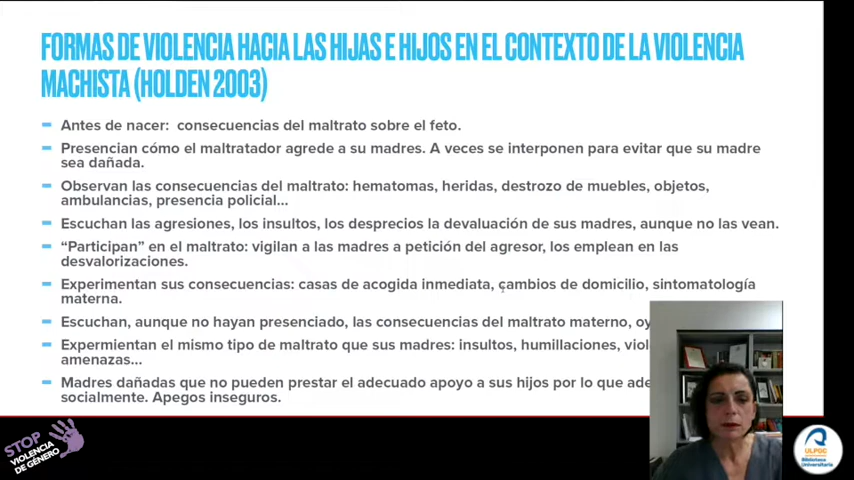 FORMAS DE VIOLENCIA HACIA LAS HIJAS E HIJOS EN EL CONTEXTO DE LA VIOLENCIA
MACHISTA (HOLDEN 2003)
Antes de nacer: consecuencias del maltrato sobre el feto.
Presencian cómo el maltratador agrede a su madres. A veces se interponen para evitar que su madre
sea dañada.
Observan las consecuencias del maltrato: hematomas, heridas, destrozo de muebles, objetos,
ambulancias, presencia policial...
Escuchan las agresiones, los insultos, los desprecios la devaluación de sus madres, aunque no las vean.
“Participan” en el maltrato: vigilan a las madres a petición del agresor, los emplean en las
desvalorizaciones.
Experimentan sus consecuencias: casas de acogida inmediata, cambios de domicilio, sintomatología
materna.
Escuchan, aunque no hayan presenciado, las consecuencias del maltrato materno,
Expermientan el mismo tipo de maltrato que sus madres: insultos, humillaciones,
amenazas...
Madres dañadas que no pueden prestar el adecuado apoyo a sus hijos por lo que
socialmente. Apegos inseguros.
STOP
VIOLENCIA
DE GÉNERO
ULPGC
Biblioteca
Universitaria